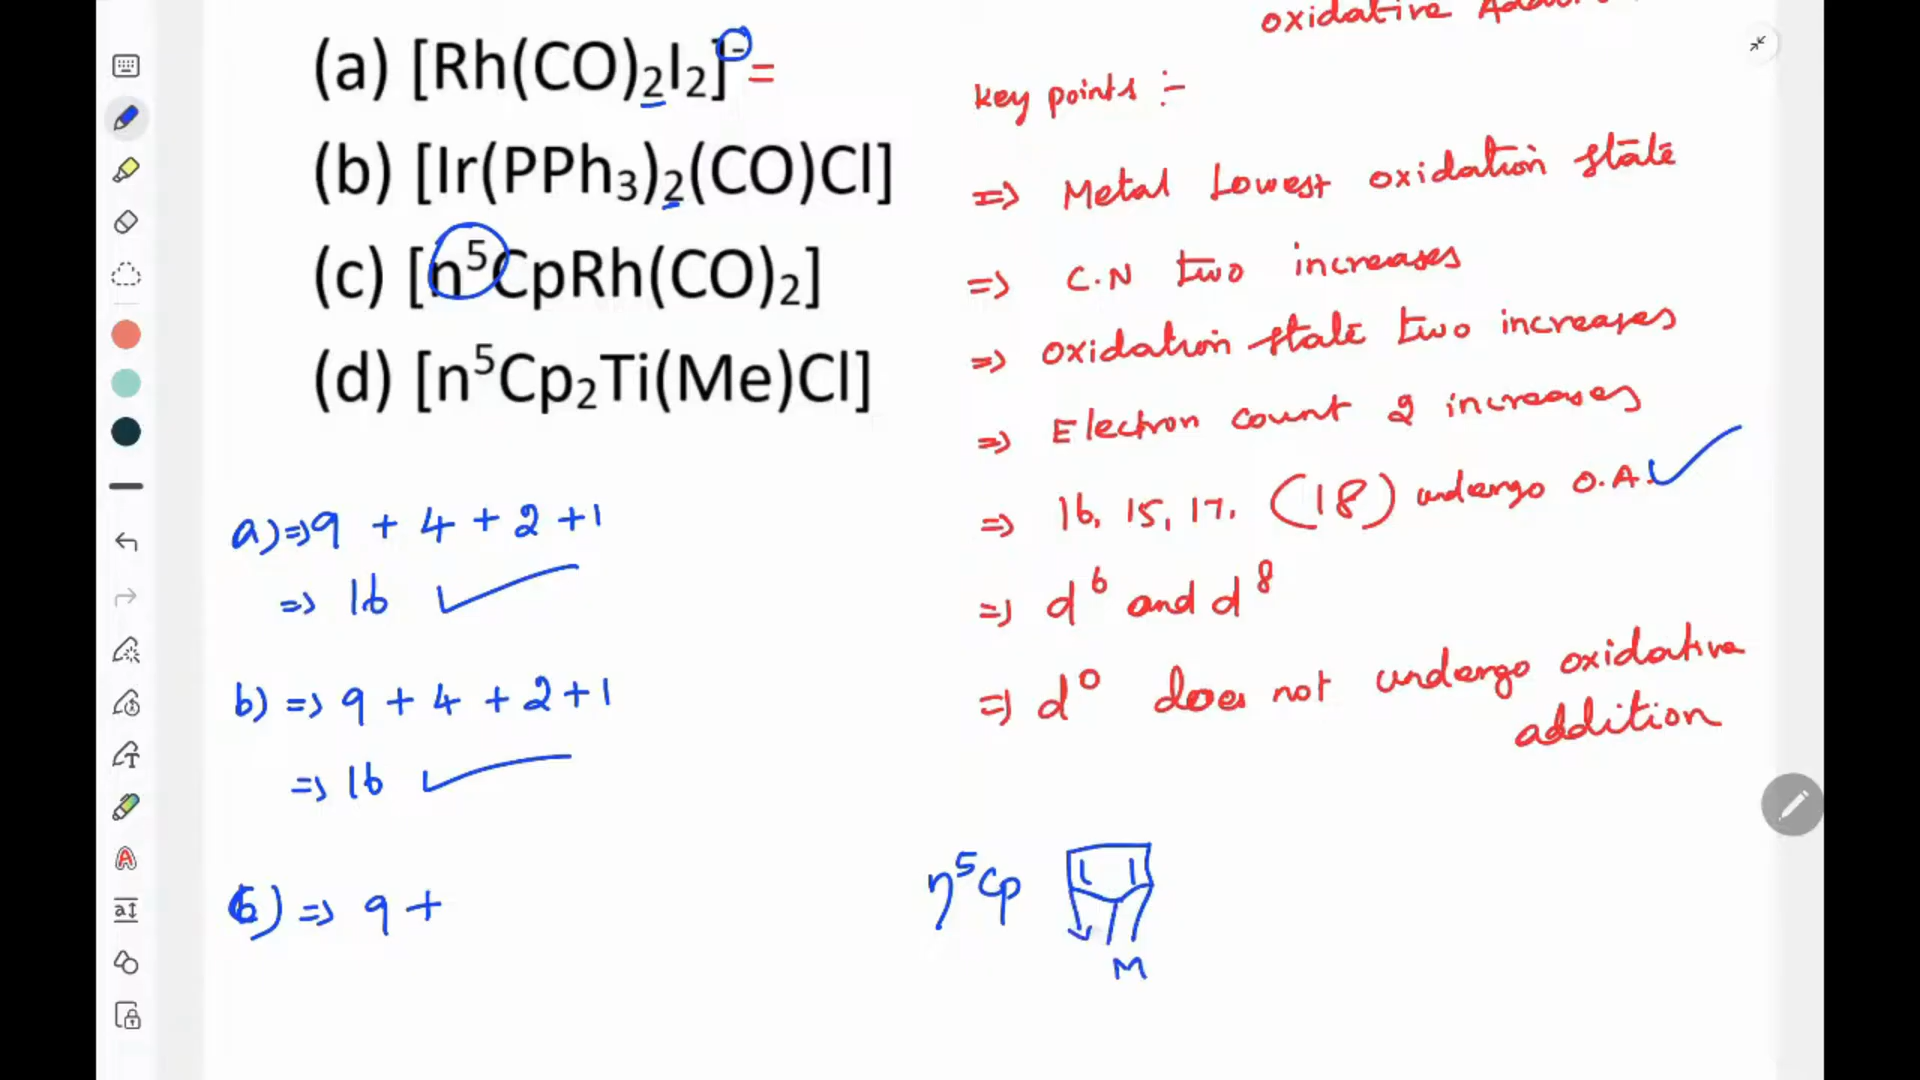 (a) [Rh(CO)₂I₂]⁻ =
(b) [Ir(PPh₃)₂(CO)Cl]
(c) [n⁵CpRh(CO)₂]
(d) [n⁵Cp₂Ti(Me)Cl]
a) => 9 + 4 + 2 + 1
=> 16
b) => 9 + 4 + 2 + 1
=> 16
c) => 9 +
oxidative
key points :-
=> Metal Lowest oxidation state
=> C.N two increases
=> oxidation state two increases
=> Electron count 2 increases
=> 16, 15, 17, (18) undergo O.A.
=> d⁶ and d⁸
=> d⁰ does not undergo oxidative
addition
η⁵Cp
M